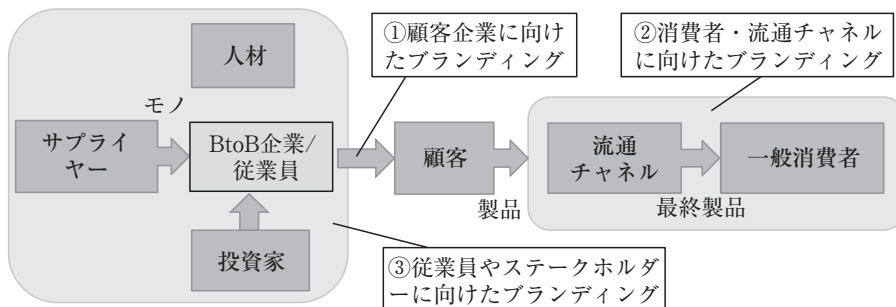 人材
①顧客企業に向け
たブランディング
②消費者・流通チャネル
に向けたブランディング
モノ
サプライ
ヤー
BtoB企業/
従業員
顧客
流通
チャネル
一般消費者
製品
最終製品
投資家
③従業員やステークホルダ
ーに向けたブランディング